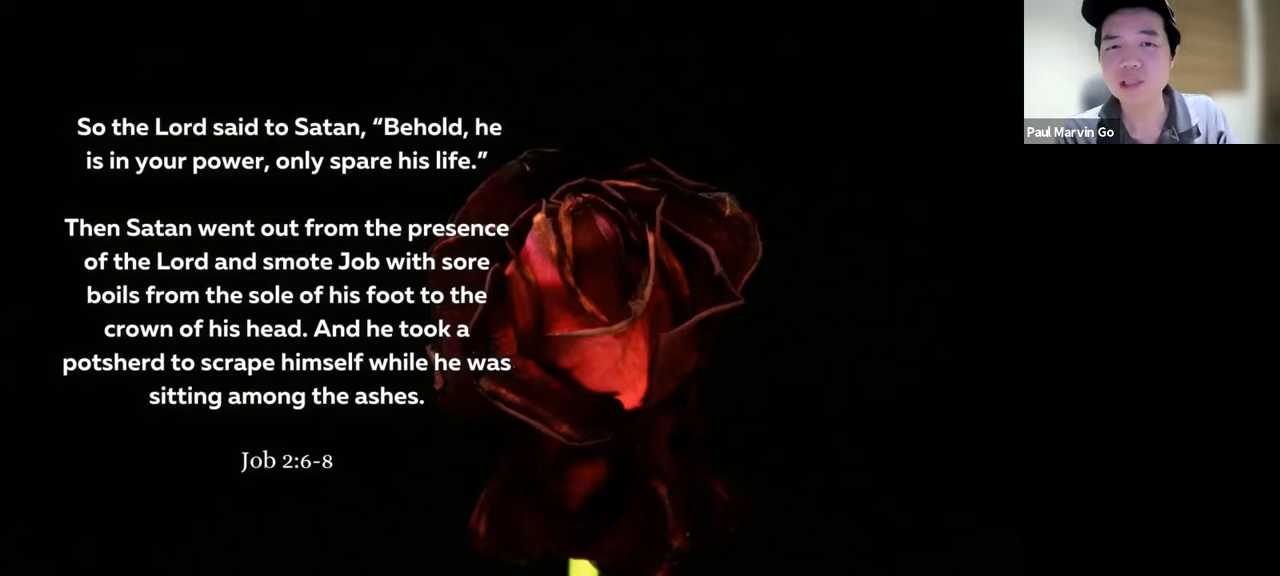 So the Lord said to Satan, “Behold, he
is in your power, only spare his life.”
Then Satan went out from the presence
of the Lord and smote Job with sore
boils from the sole of his foot to the
crown of his head. And he took a
potsherd to scrape himself while he was
sitting among the ashes.
Job 2:6-8
Paul Marvin Go